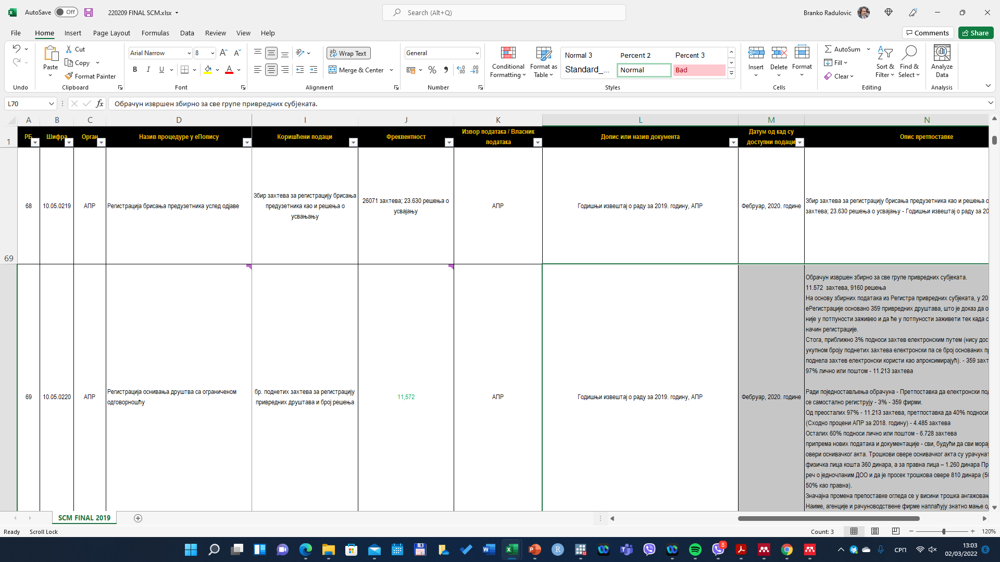 AutoSave Off 220209 FINAL SCM.xlsx Search (Alt+Q) Branko Radulovic
File Home Insert Page Layout Formulas Data Review View Help Comments Share
Cut
Copy
Format Painter
Paste
Arial Narrow 8
B I U
Wrap Text
Merge & Center
General
Conditional Formatting
Format as Table
Normal 3 Percent 2 Percent 3
Standard_... Normal Bad
Insert Delete Format
AutoSum
Fill
Clear
Sort & Filter
Find & Select
Analyze Data
Undo Clipboard Font Alignment Number Styles Cells Editing Analysis
L70 fx Обрачун извршен збирно за све групе привредних субјеката.
A B C D I J K L M N
1 РБ Шифра Орган Назив процедуре у еПопису Коришћени подаци Фреквентност Извор података / Власник података Допис или назив документа Датум од кад су доступни подаци Опис претпоставке
69
68 10.05.0219 АПР Регистрација брисања предузетника услед одјаве
Збир захтева за регистрацију брисања
предузетника као и решења о
усвањању
26071 захтева; 23.630 решења о
усвајању
АПР Годишњи извештај о раду за 2019. годину, АПР Фебруар, 2020. године
Збир захтева за регистрацију брисања предузетника као и решења о
захтева; 23.630 решења о усвајању - Годишњи извештај о раду за 20
69 10.05.0220 АПР
Регистрација оснивања друштва са ограниченом
одговорношћу
бр. поднетих захтева за регистрацију
привредних друштава и број решења
11,572 АПР Годишњи извештај о раду за 2019. годину, АПР Фебруар, 2020. године
Обрачун извршен збирно за све групе привредних субјеката.
11.572 захтева, 9160 решења
На основу збирних података из Регистра привредних субјеката, у 20
еРегистрације основано 359 привредних друштава, што је доказ да о
није у потпуности заживео и да ће у потпуности заживети тек када с
начин регистрације.
Стога, приближно 3% подноси захтев електронским путем (нису дос
укупном броју поднетих захтева електронски па се број основаних п
поднела захтев електронски користи као апроксимирајућ). - 359 захт
97% лично или поштом - 11.213 захтева
Ради поједностављења обрачуна - Претпоставка да електронски под
се самостално региструју - 3% - 359 фирми.
Од преосталих 97% - 11.213 захтева, претпоставка да 40% подноси
(Сходно процени АПР за 2018. годину) - 4.485 захтева
Осталих 60% подноси лично или поштом - 6.728 захтева
припрема нових података и документације - сви, будући да сви морај
овери оснивачког акта. Трошкови овере оснивачког акта су урачунат
физичка лица кошта 360 динара, а за правна лица – 1.260 динара Пр
реч о једночланим ДОО и да је просек трошкова овере 810 динара (50
50% као правна).
Значајна промена препоставке огледа се у висини трошка ангажовањ
Наиме, агенције и рачуноводствене фирме наплаћују знатно мање од
SCM FINAL 2019
Ready Scroll Lock Count: 3 120%
8
СРП 13:03
02/03/2022 6